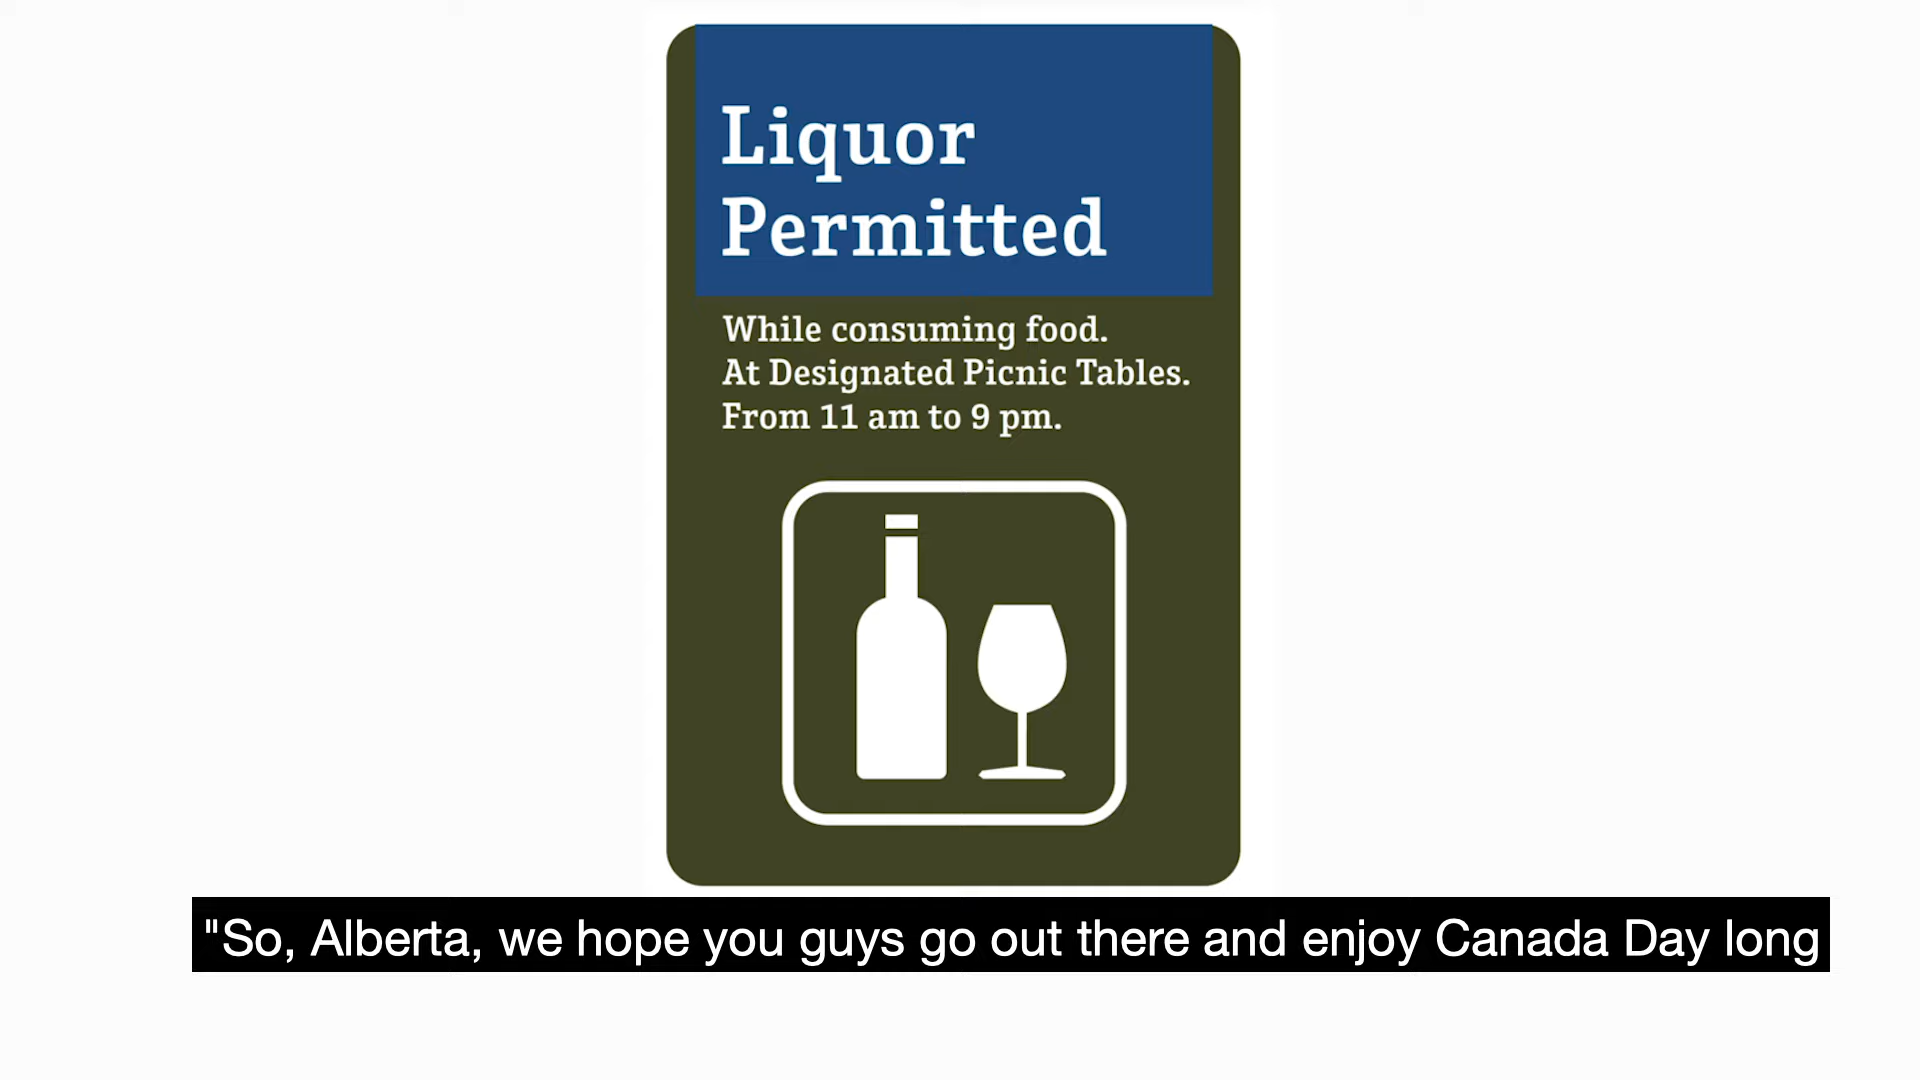 Liquor
Permitted
While consuming food.
At Designated Picnic Tables.
From 11 am to 9 pm.
"So, Alberta, we hope you guys go out there and enjoy Canada Day long